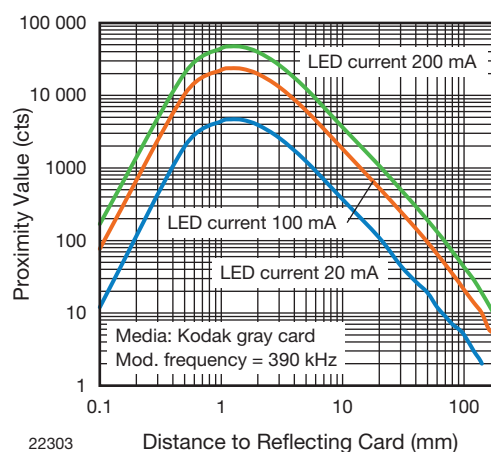 100 000
10 000
1000
100
10
1
Proximity Value (cts)
LED current 200 mA
LED current 100 mA
LED current 20 mA
Media: Kodak gray card
Mod. frequency = 390 kHz
0.1
1
10
100
22303
Distance to Reflecting Card (mm)